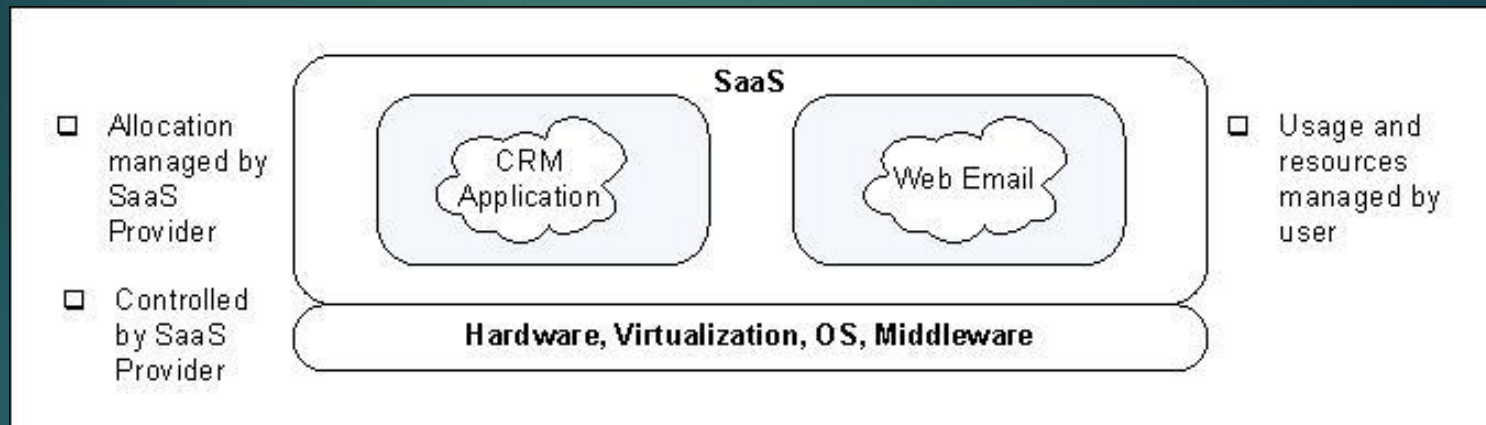 SaaS
Allocation
managed by
SaaS
Provider
CRM
Application
Web Email
Usage and
resources
managed by
user
Controlled
by SaaS
Provider
Hardware, Virtualization, OS, Middleware